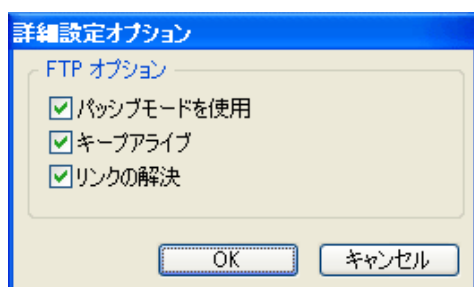 詳細設定オプション
FTP オプション
パッシブモードを使用
キープアライブ
リンクの解決
OK キャンセル